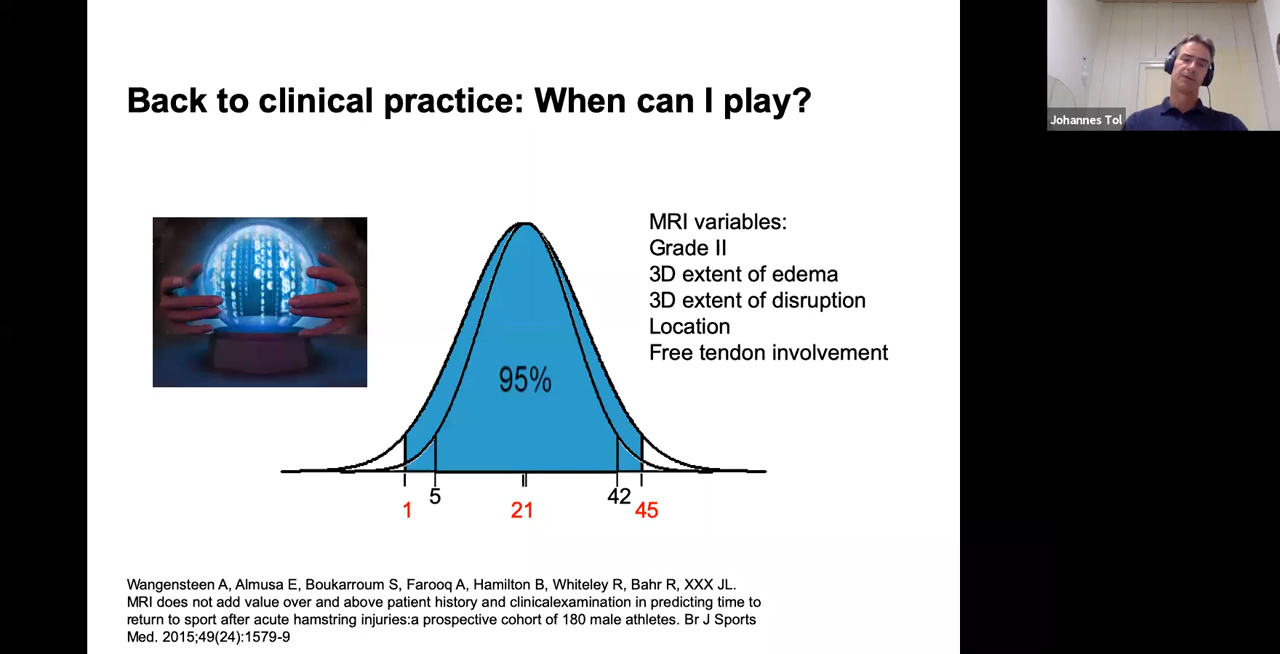 Back to clinical practice: When can I play?
Johannes Tol
MRI variables:
Grade II
3D extent of edema
3D extent of disruption
Location
Free tendon involvement
95%
5
42
1
21
45
Wangensteen A, Almusa E, Boukarroum S, Farooq A, Hamilton B, Whiteley R, Bahr R, XXX JL.
MRI does not add value over and above patient history and clinicalexamination in predicting time to
return to sport after acute hamstring injuries:a prospective cohort of 180 male athletes. Br J Sports
Med. 2015;49(24):1579-9